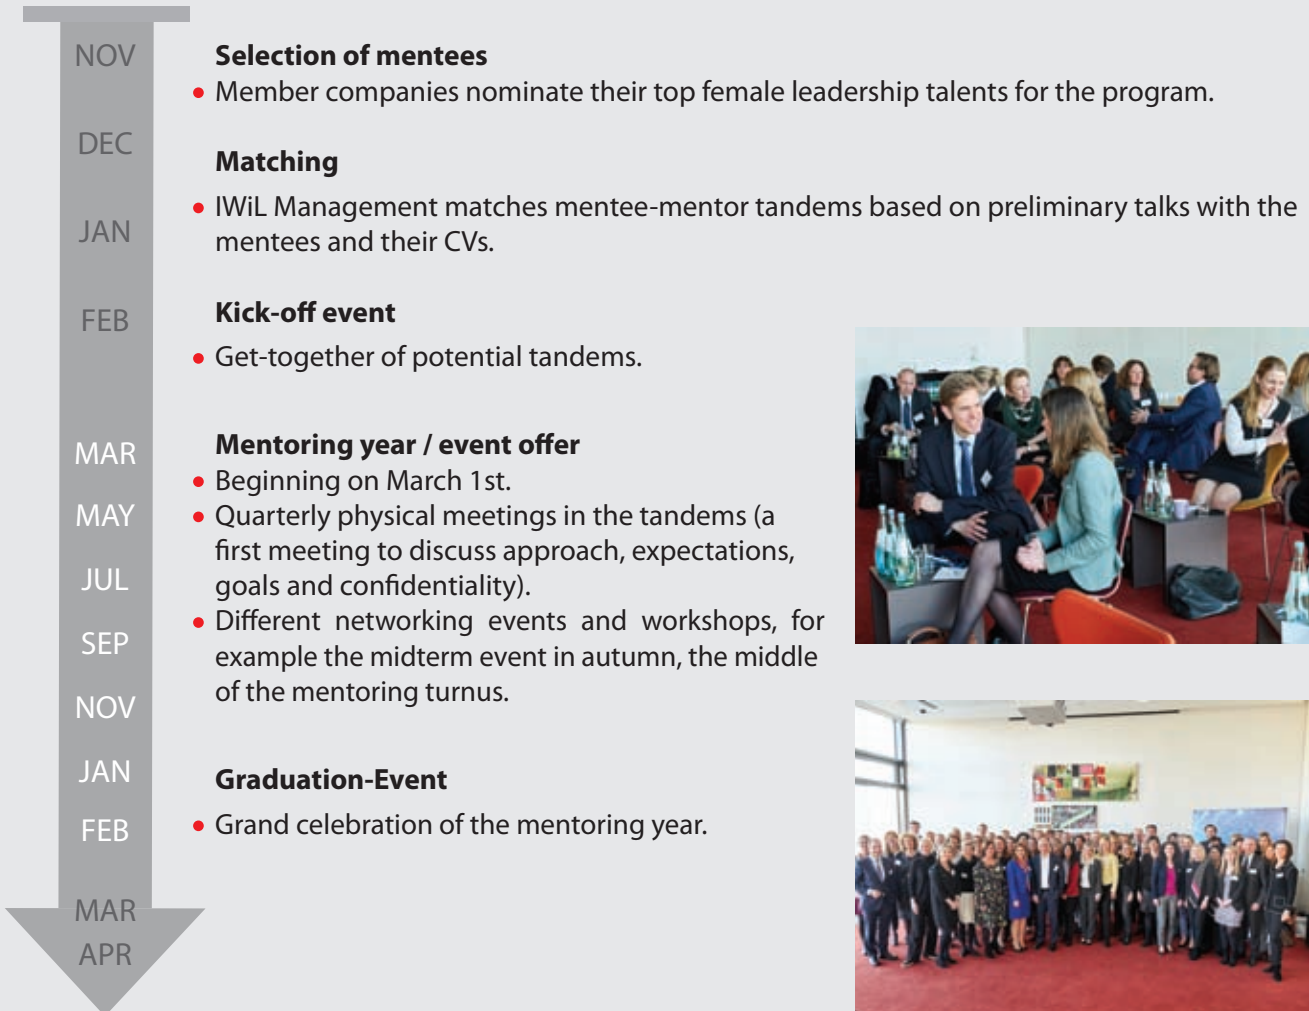 NOV
Selection of mentees
• Member companies nominate their top female leadership talents for the program.
DEC
Matching
• IWiL Management matches mentee-mentor tandems based on preliminary talks with the
mentees and their CVs.
JAN
FEB
Kick-off event
• Get-together of potential tandems.
MAR
Mentoring year / event offer
• Beginning on March 1st.
MAY
• Quarterly physical meetings in the tandems (a
first meeting to discuss approach, expectations,
goals and confidentiality).
JUL
SEP
• Different networking events and workshops, for
example the midterm event in autumn, the middle
of the mentoring turnus.
NOV
JAN
Graduation-Event
FEB
• Grand celebration of the mentoring year.
MAR
APR